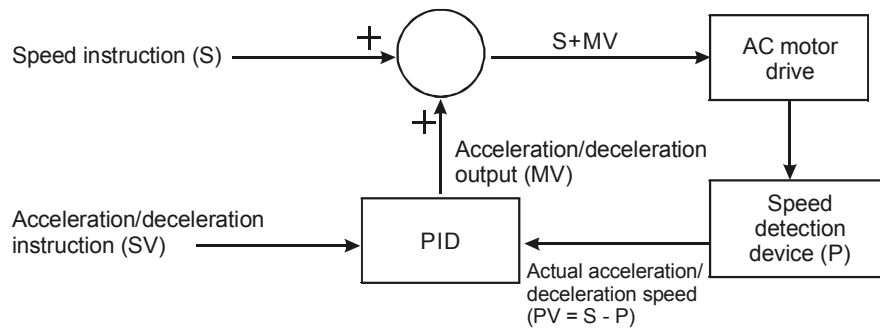 Speed instruction (S)
+
S+MV
AC motor
drive
+
Acceleration/deceleration
output (MV)
Acceleration/deceleration
instruction (SV)
PID
Speed
detection
device (P)
Actual acceleration/
deceleration speed
(PV = S - P)